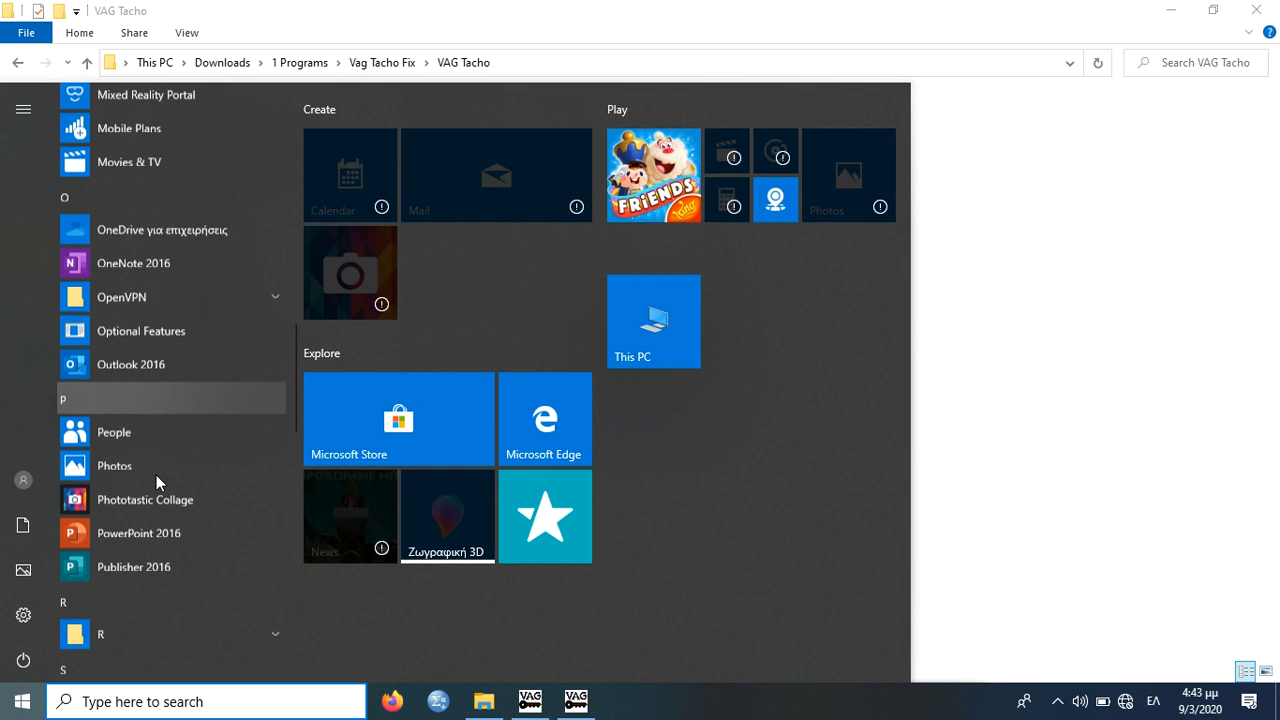 VAG Tacho
File
Home
Share
View
This PC
Downloads
1 Programs
Vag Tacho Fix
VAG Tacho
Search VAG Tacho
Mixed Reality Portal
Mobile Plans
Movies & TV
O
OneDrive για επιχειρήσεις
OneNote 2016
OpenVPN
Optional Features
Outlook 2016
P
People
Photos
Phototastic Collage
PowerPoint 2016
Publisher 2016
R
R
S
Create
Calendar
Mail
Explore
Microsoft Store
Microsoft Edge
News
Ζωγραφική 3D
Play
FRIENDS
King
Photos
This PC
Type here to search
VAG
VAG
ΕΛ
4:43 μμ
9/3/2020